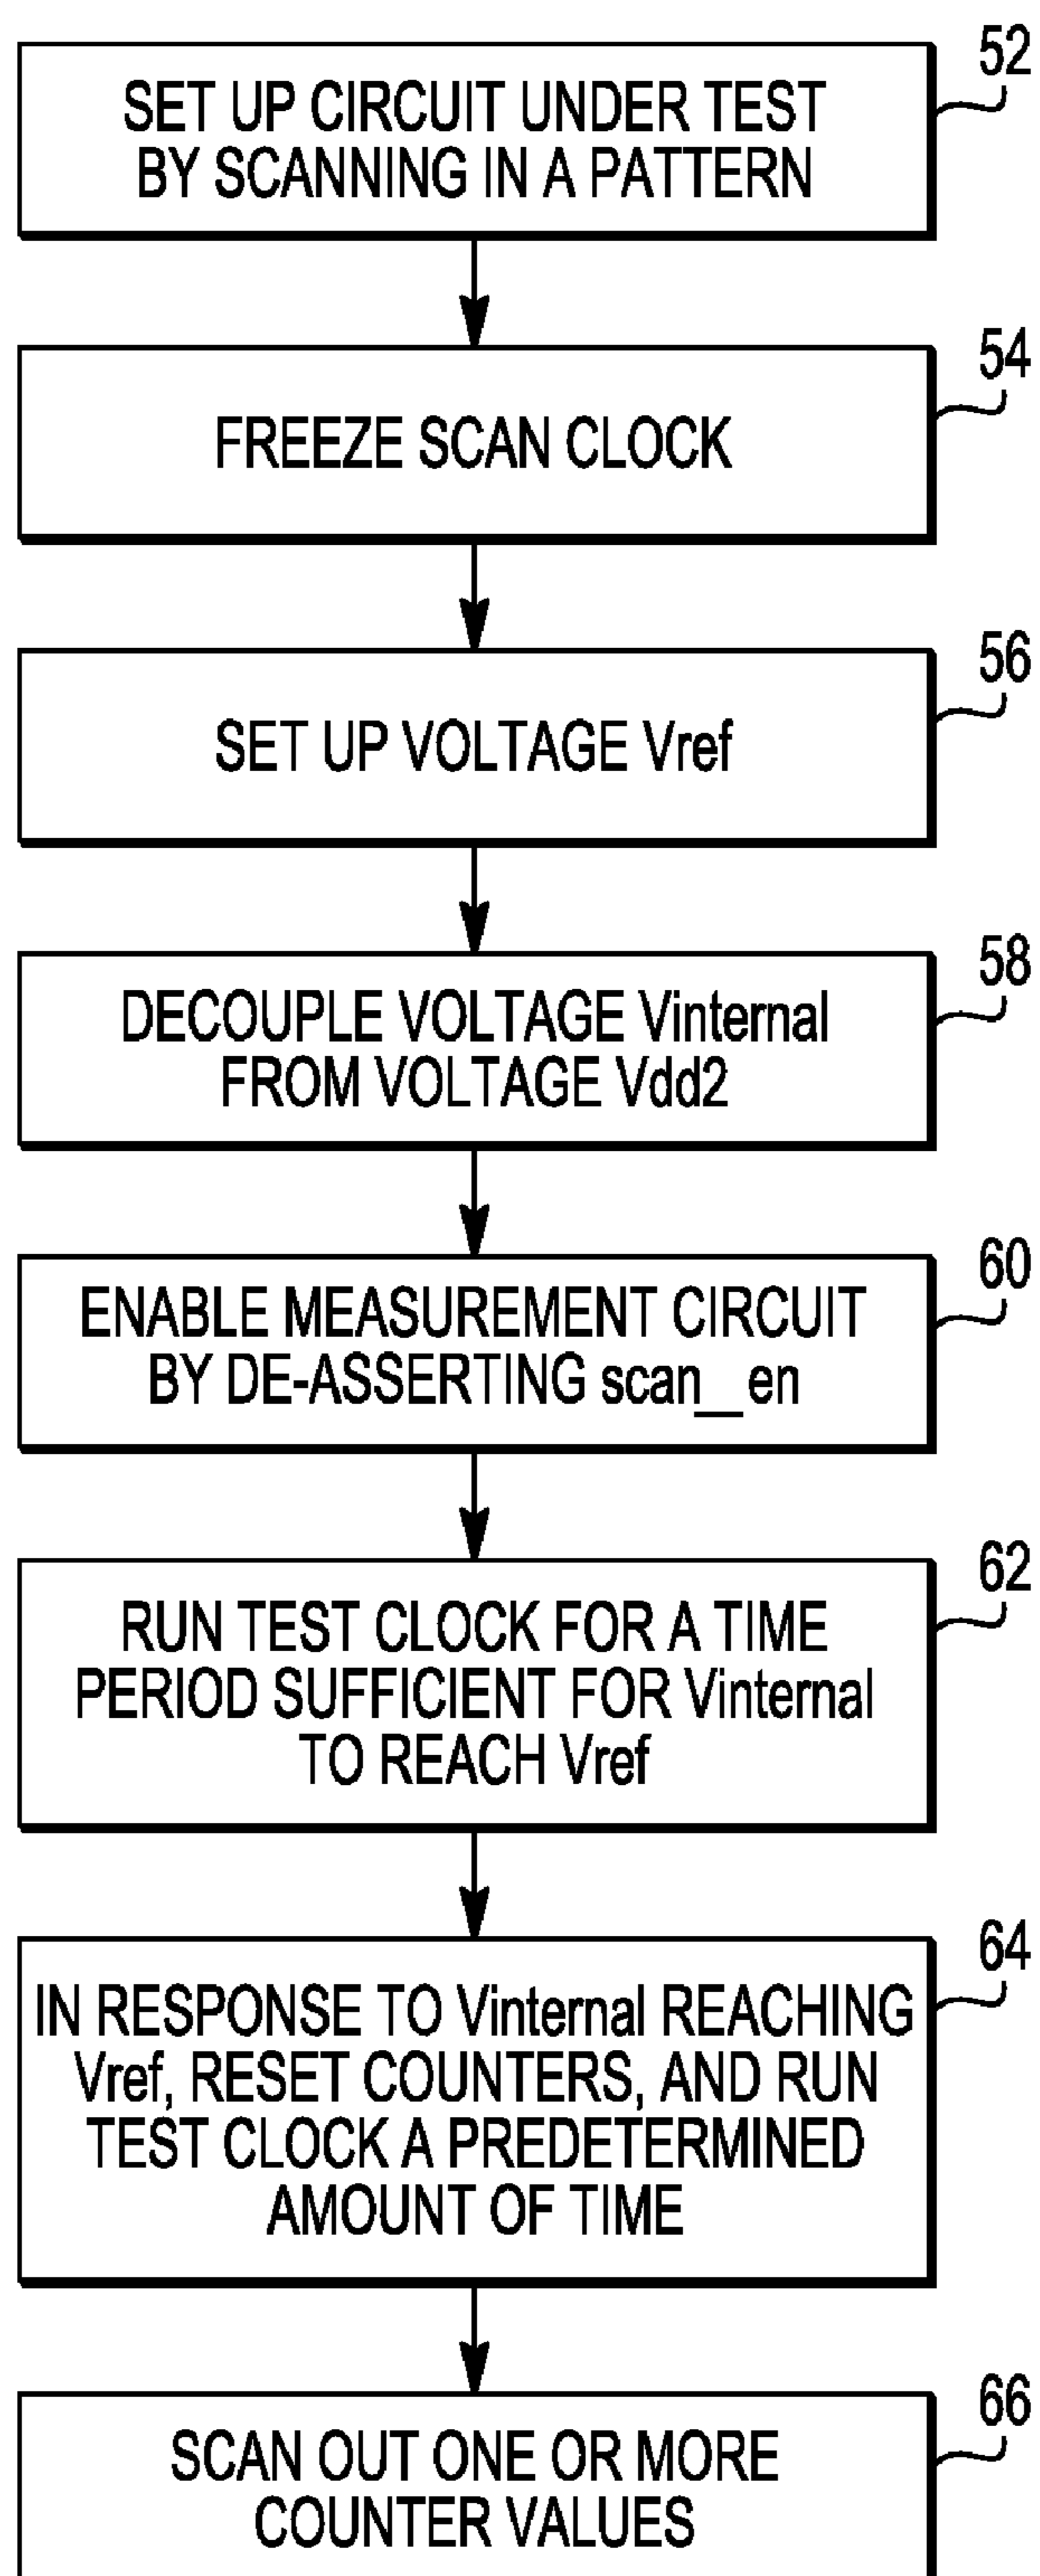 52
SET UP CIRCUIT UNDER TEST
BY SCANNING IN A PATTERN
54
FREEZE SCAN CLOCK
56
SET UP VOLTAGE Vref
58
DECOUPLE VOLTAGE Vinternal
FROM VOLTAGE Vdd2
60
ENABLE MEASUREMENT CIRCUIT
BY DE-ASSERTING scan_en
62
RUN TEST CLOCK FOR A TIME
PERIOD SUFFICIENT FOR Vinternal
TO REACH Vref
64
IN RESPONSE TO Vinternal REACHING
Vref, RESET COUNTERS, AND RUN
TEST CLOCK A PREDETERMINED
AMOUNT OF TIME
66
SCAN OUT ONE OR MORE
COUNTER VALUES